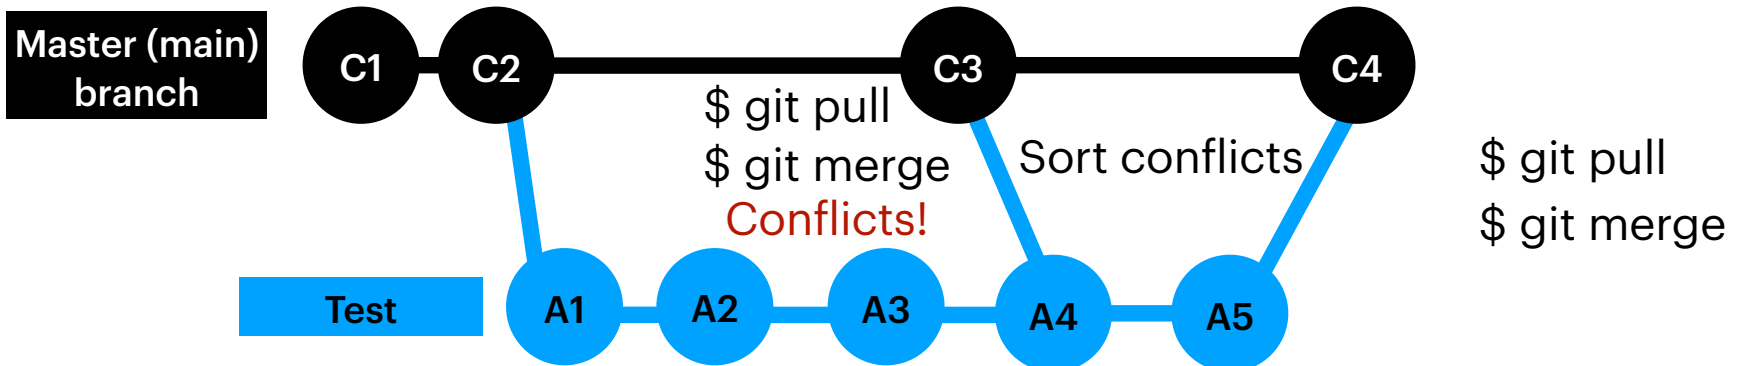 Master (main)
branch
C1
C2
C3
C4
$ git pull
$ git merge
Conflicts!
Sort conflicts
$ git pull
$ git merge
Test
A1
A2
A3
A4
A5